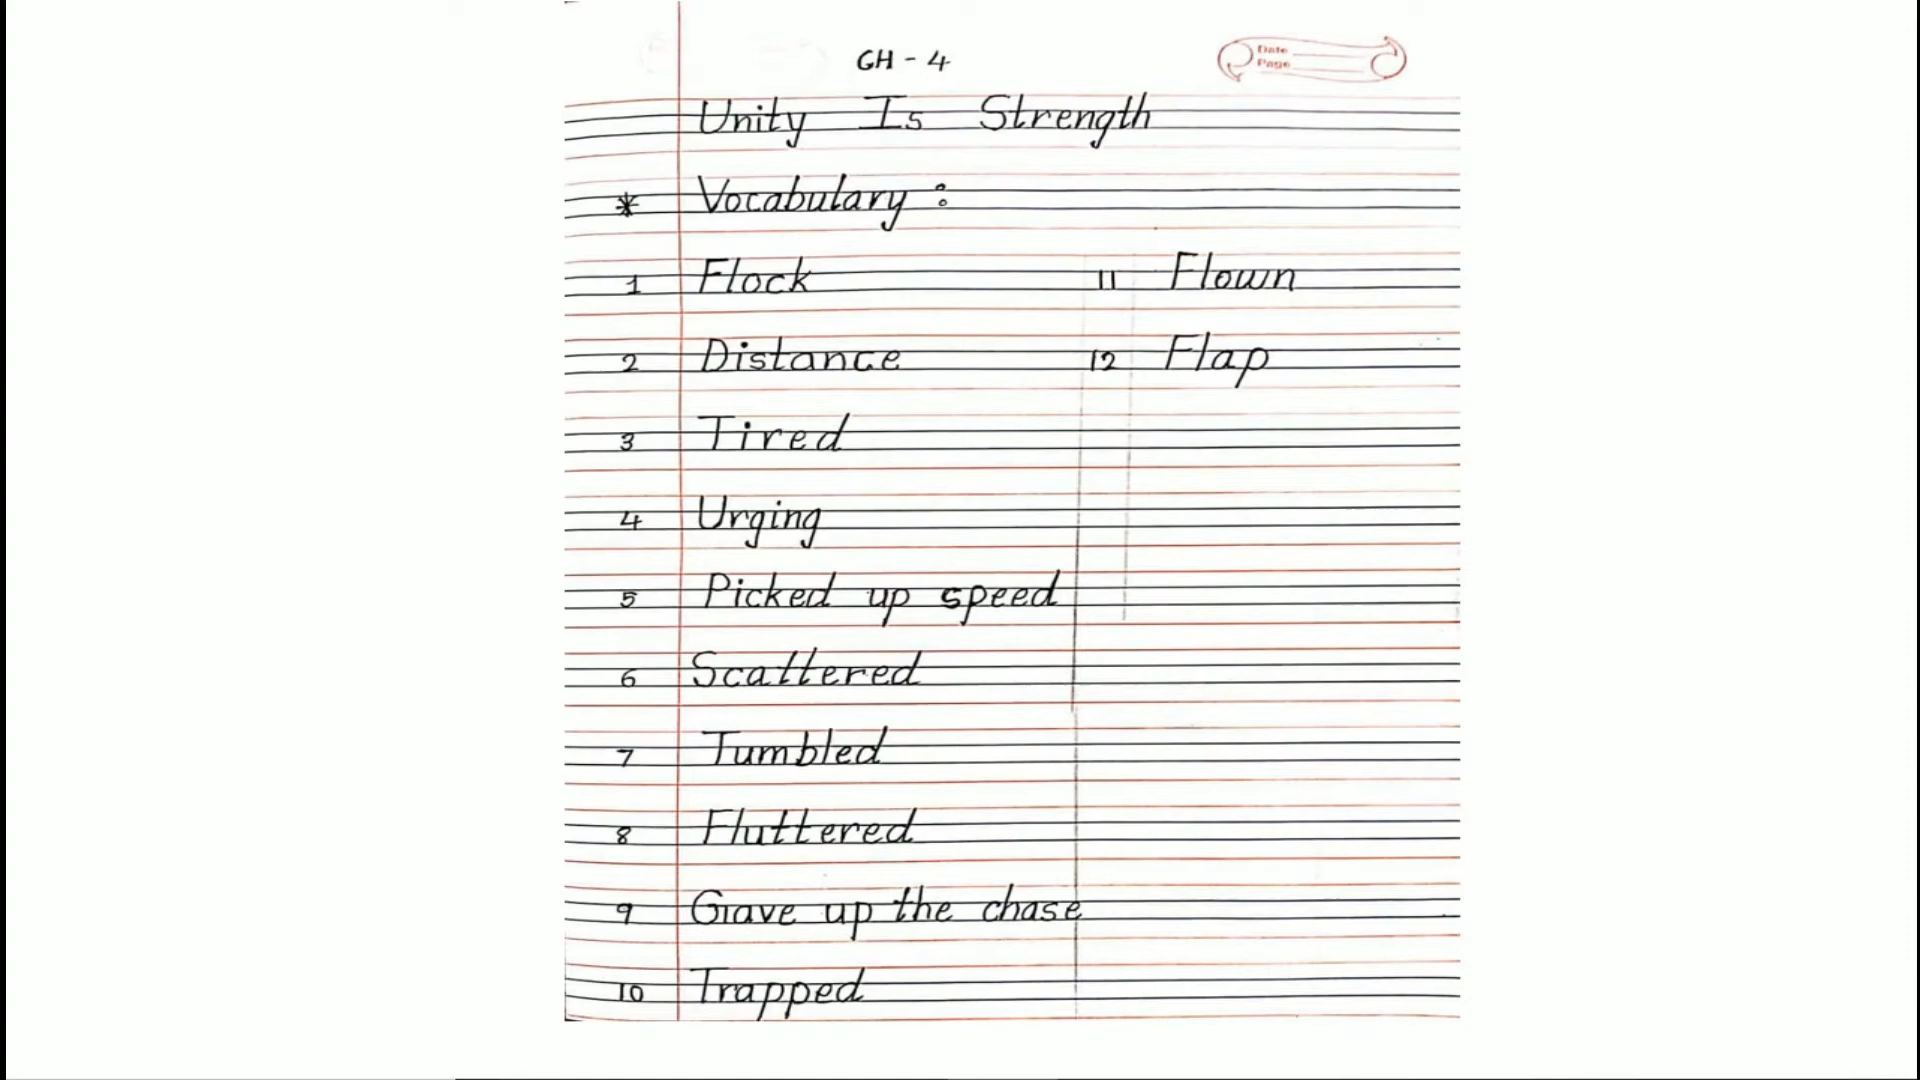 GH - 4
Date
Page
Unity Is Strength
* Vocabulary :
1 Flock
2 Distance
3 Tired
4 Urging
5 Picked up speed
6 Scattered
7 Tumbled
8 Fluttered
9 Gave up the chase
10 Trapped
11 Flown
12 Flap